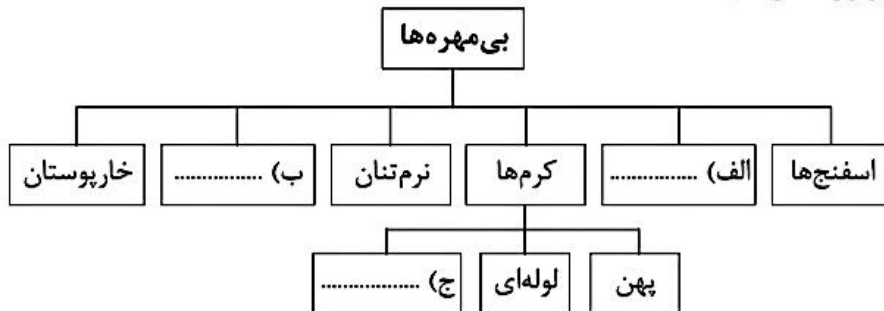 بی‌مهره‌ها
اسفنج‌ها
الف) ................
کرم‌ها
نرم‌تنان
ب) ................
خارپوستان
پهن
لوله‌ای
ج) ..................